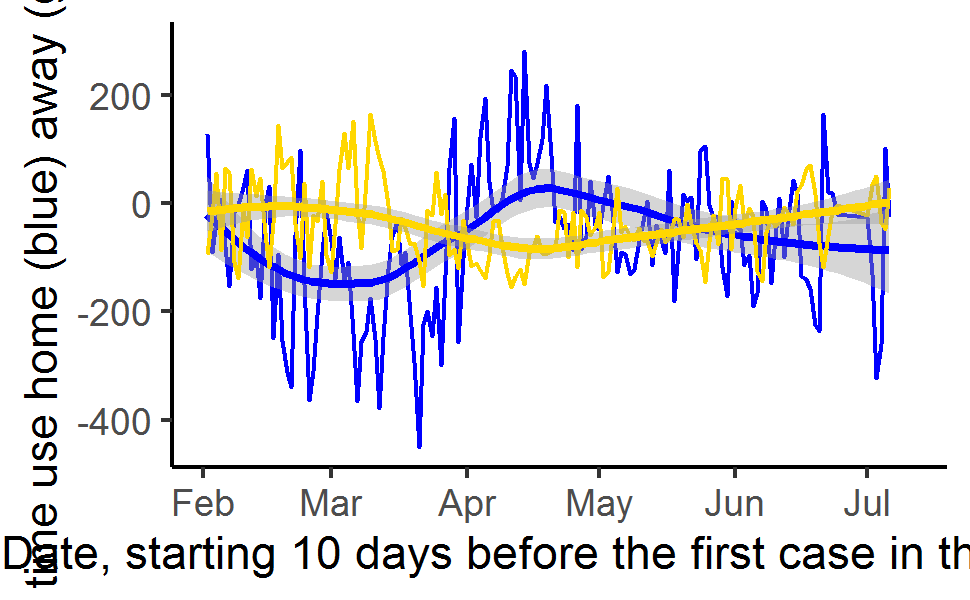 time use home (blue) away (
200
0
-200
-400
Feb Mar Apr May Jun Jul
Date, starting 10 days before the first case in th